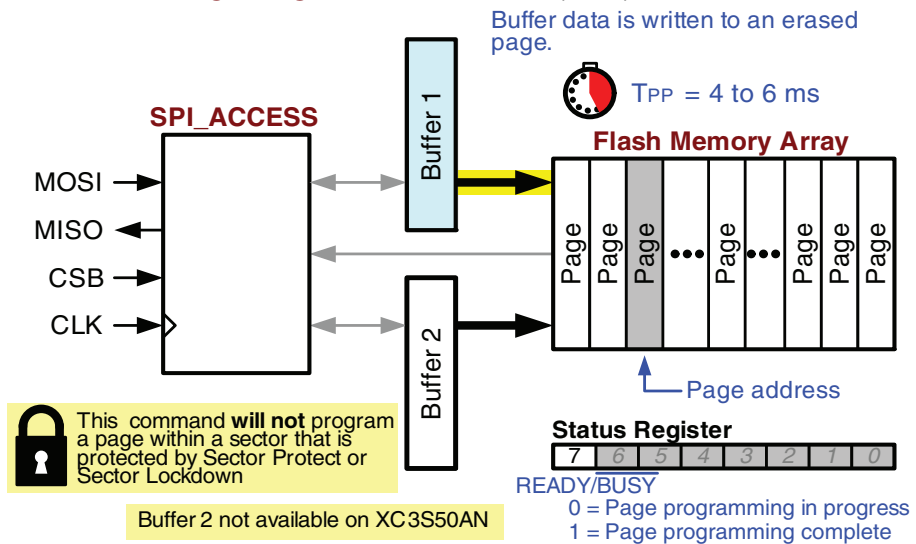 Buffer data is written to an erased
page.
TPP = 4 to 6 ms
SPI_ACCESS
Flash Memory Array
Buffer 1
MOSI
MISO
CSB
CLK
Page
Page
Page
•••
Page
•••
Page
Page
Page
Buffer 2
Page address
This command will not program
a page within a sector that is
protected by Sector Protect or
Sector Lockdown
Status Register
7 6 5 4 3 2 1 0
READY/BUSY
0 = Page programming in progress
1 = Page programming complete
Buffer 2 not available on XC3S50AN